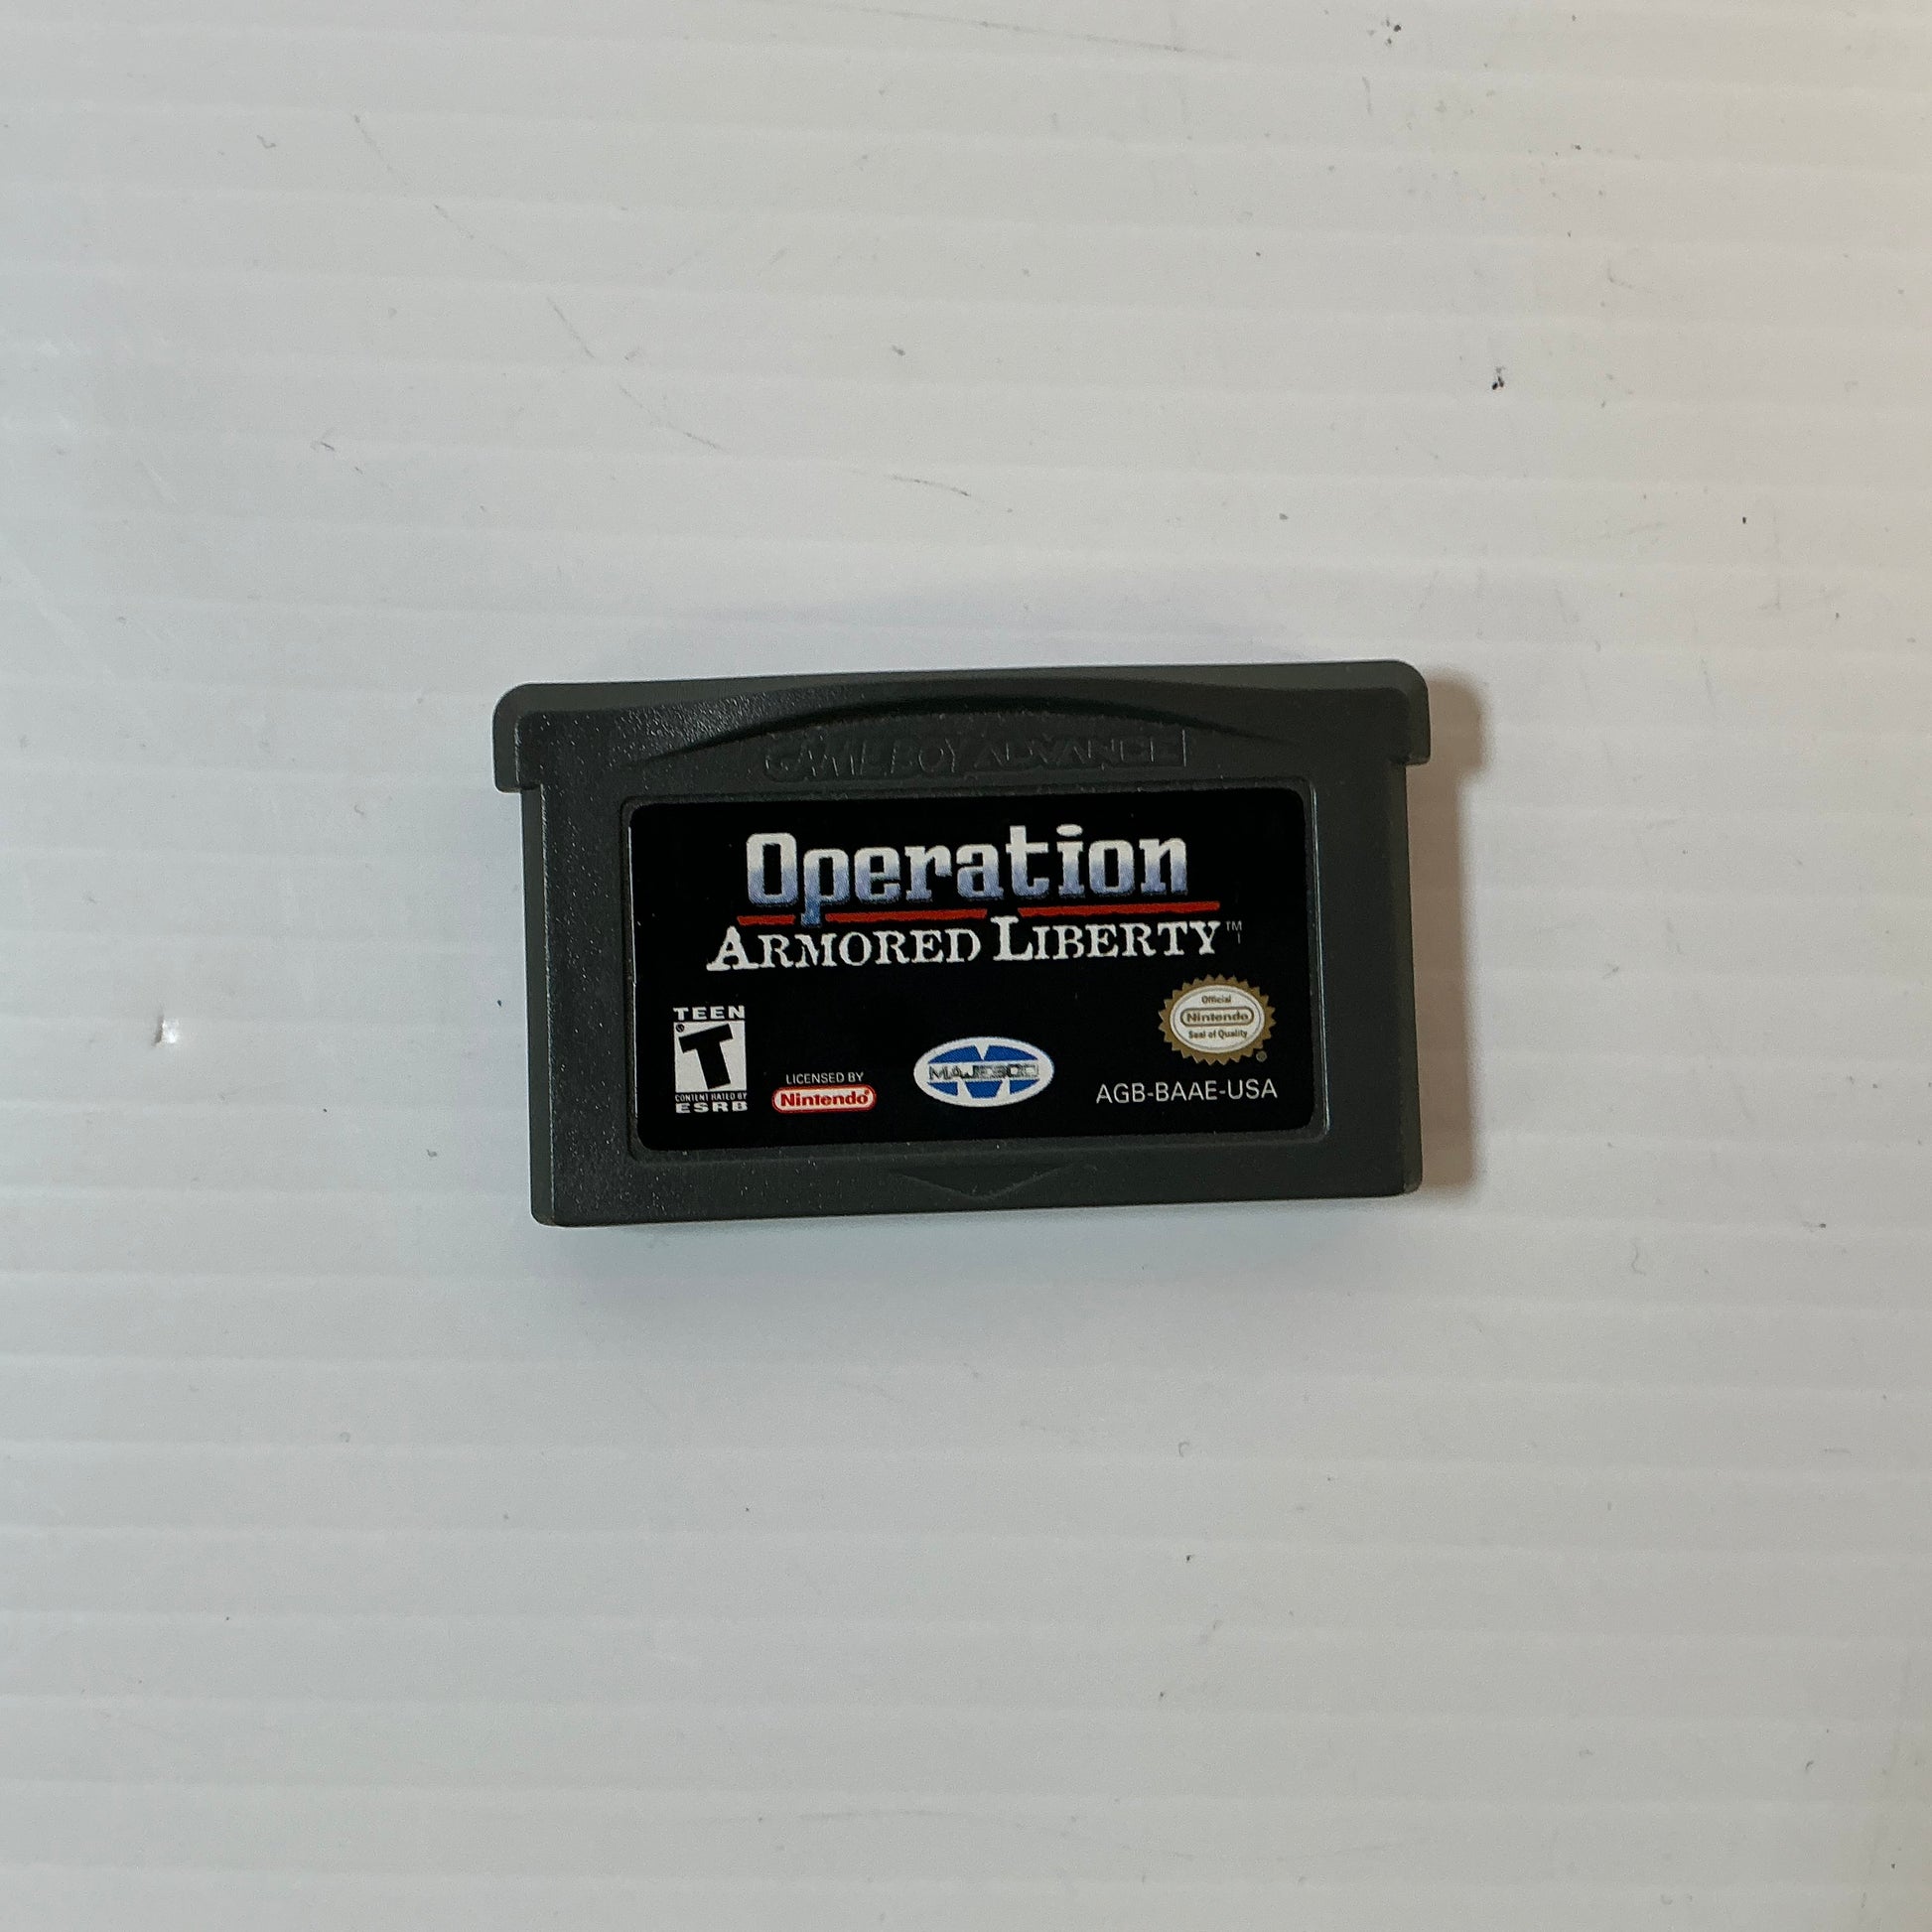 GAME BOY ADVANCE
Operation
ARMORED LIBERTY™
TEEN
T
CONTENT RATED BY
ESRB
LICENSED BY
Nintendo®
MAJESCO
Official
Nintendo
Seal of Quality
AGB-BAAE-USA